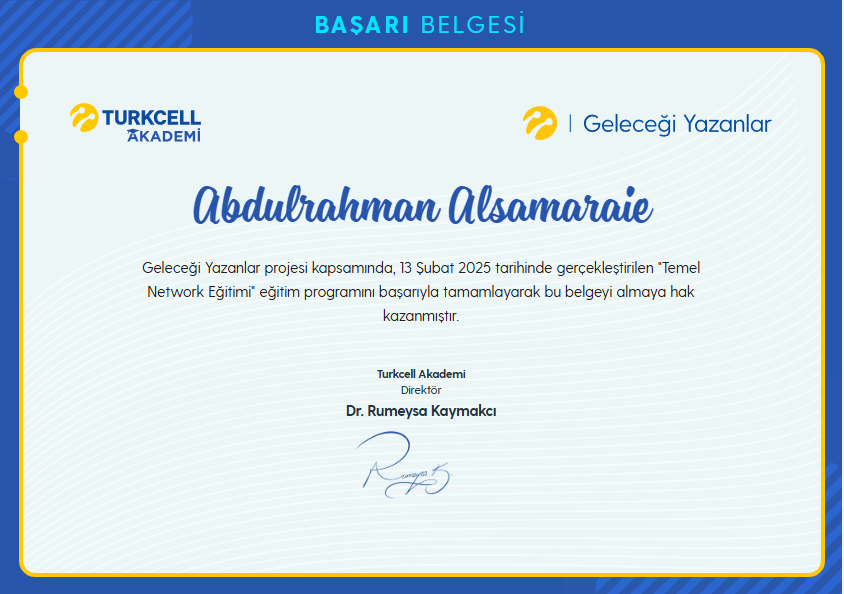 BAŞARI BELGESİ
TURKCELL
AKADEMİ
| Geleceği Yazanlar
Abdulrahman Alsamaraie
Geleceği Yazanlar projesi kapsamında, 13 Şubat 2025 tarihinde gerçekleştirilen "Temel
Network Eğitimi" eğitim programını başarıyla tamamlayarak bu belgeyi almaya hak
kazanmıştır.
Turkcell Akademi
Direktör
Dr. Rumeysa Kaymakcı
Rumeysa K